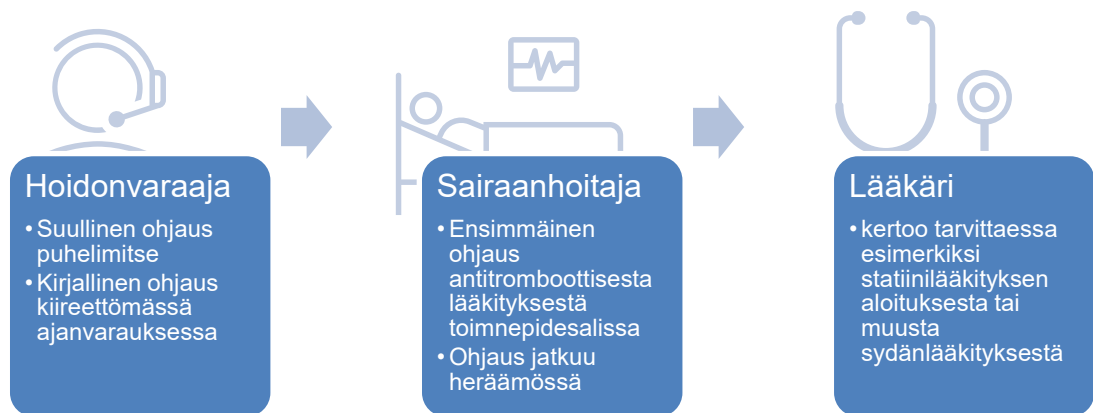 Hoidonvaraaja
• Suullinen ohjaus
puhelimitse
• Kirjallinen ohjaus
kiireettömässä
ajanvarauksessa
Sairaanhoitaja
• Ensimmäinen
ohjaus
antitromboottisesta
lääkityksestä
toimnepidesalissa
• Ohjaus jatkuu
heräämössä
Lääkäri
• kertoo tarvittaessa
esimerkiksi
statiinilääkityksen
aloituksesta tai
muusta
sydänlääkityksestä